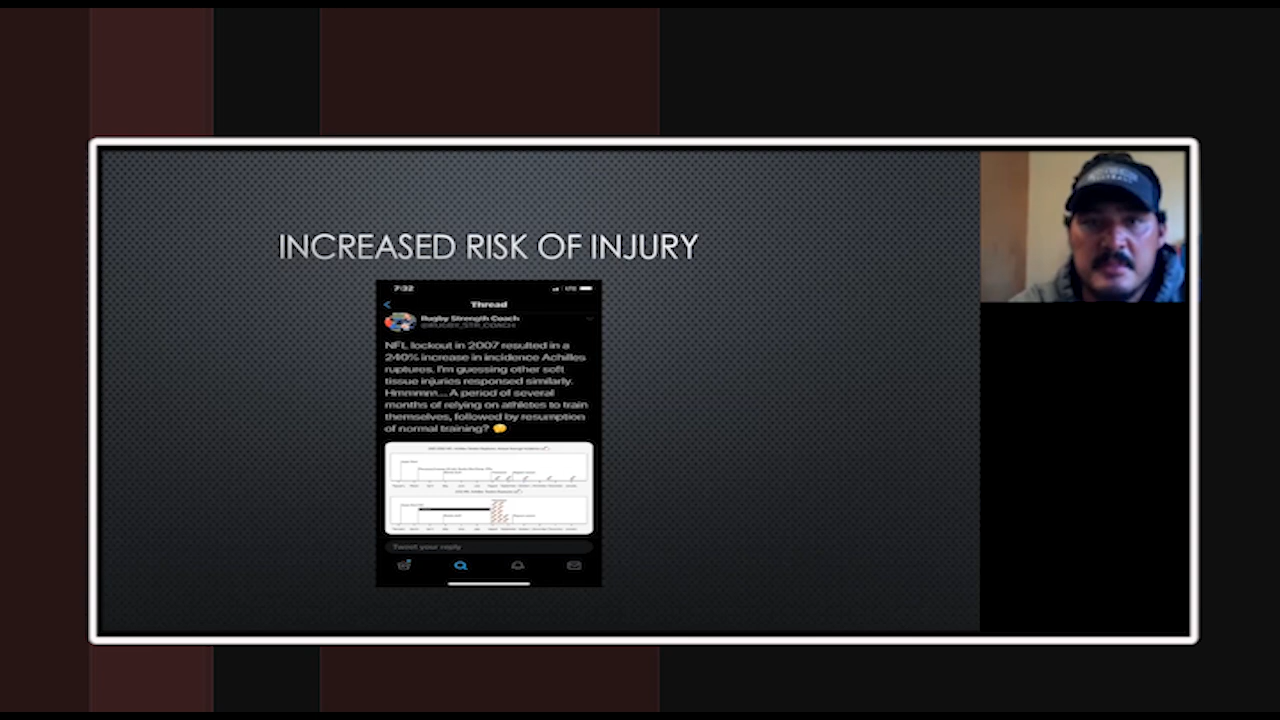 INCREASED RISK OF INJURY
7:32
LTE
Thread
Rugby Strength Coach
@RUGBY_STR_COACH
NFL lockout in 2007 resulted in a
240% increase in incidence Achilles
ruptures. I'm guessing other soft
tissue injuries responsed similarly.
Hmmmm... A period of several
months of relying on athletes to train
themselves, followed by resumption
of normal training? 🤔
Tweet your reply